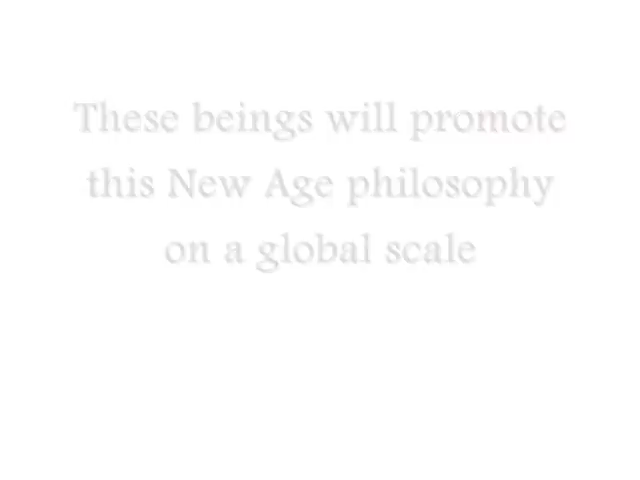 These beings will promote
this New Age philosophy
on a global scale